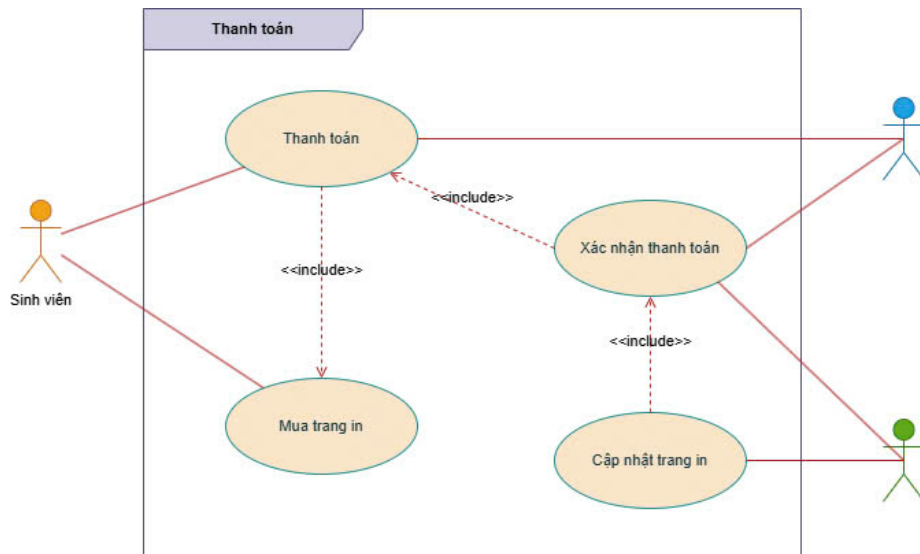 Thanh toán
Thanh toán
<<include>>
Xác nhận thanh toán
<<include>>
Sinh viên
<<include>>
Mua trang in
Cập nhật trang in